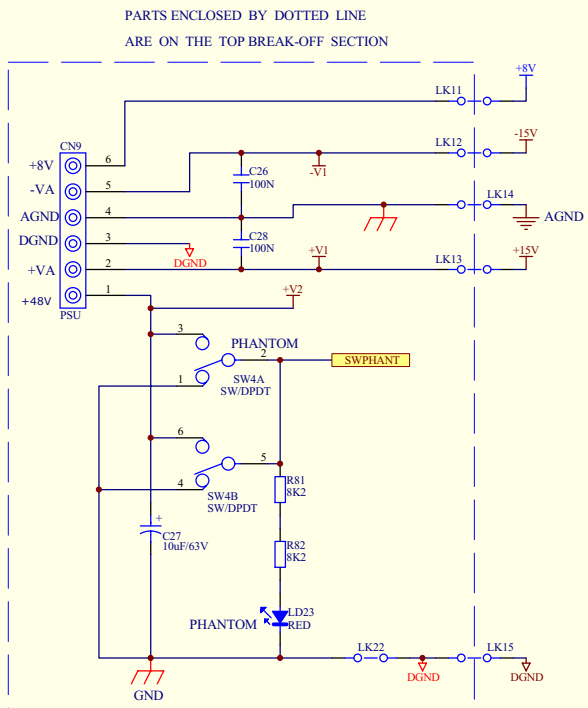 PARTS ENCLOSED BY DOTTED LINE
ARE ON THE TOP BREAK-OFF SECTION
+8V
LK11
-15V
LK12
CN9
+8V 6
-VA 5
AGND 4
DGND 3
+VA 2
+48V 1
PSU
C26
100N
-V1
LK14
AGND
C28
100N
DGND
+V1
LK13
+15V
+V2
3
PHANTOM
2
SWPHANT
1
SW4A
SW/DPDT
6
5
4
SW4B
SW/DPDT
R81
8K2
+
C27
10uF/63V
R82
8K2
PHANTOM
LD23
RED
LK22
LK15
DGND
DGND
GND